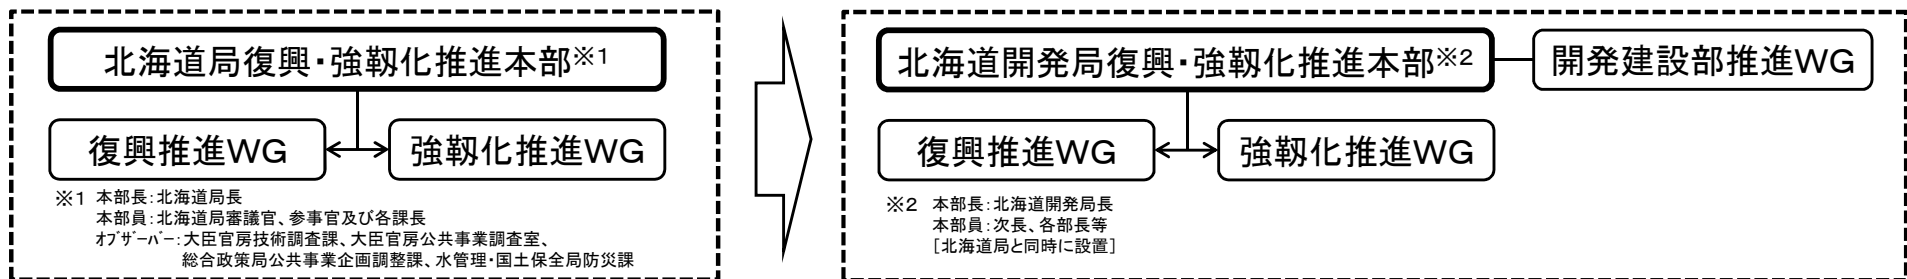 北海道局復興・強靱化推進本部※1
復興推進WG
強靱化推進WG
※1 本部長:北海道局長
本部員:北海道局審議官、参事官及び各課長
オブザーバー:大臣官房技術調査課、大臣官房公共事業調査室、
総合政策局公共事業企画調整課、水管理・国土保全局防災課
北海道開発局復興・強靱化推進本部※2
開発建設部推進WG
復興推進WG
強靱化推進WG
※2 本部長:北海道開発局長
本部員:次長、各部長等
[北海道局と同時に設置]